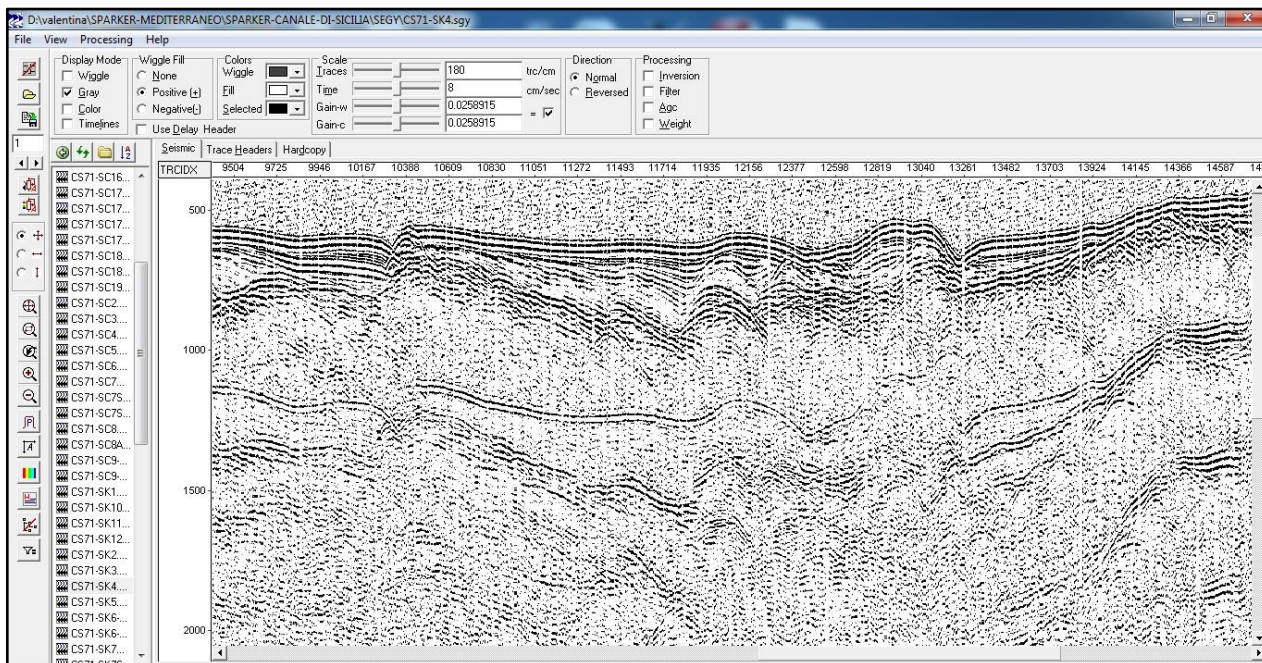 D:\valentina\SPARKER-MEDITERRANEO\SPARKER-CANALE-DI-SICILIA\SEGY\CS71-SK4.sgy
File View Processing Help
Display Mode Wiggle Fill Colors Scale Direction Processing
Wiggle None Wiggle Traces 180 trc/cm Normal Inversion
Gray Positive (+) Fill Time 8 cm/sec Reversed Filter
Color Negative(-) Selected Gain-w 0.0258915 = Agc
Timelines Use Delay Header Gain-c 0.0258915 Weight
1
Seismic Trace Headers Hardcopy
TRCIDX 9504 9725 9946 10167 10388 10609 10830 11051 11272 11493 11714 11935 12156 12377 12598 12819 13040 13261 13482 13703 13924 14145 14366 14587
500
1000
1500
2000
CS71-SC16...
CS71-SC17...
CS71-SC17...
CS71-SC17...
CS71-SC17...
CS71-SC18...
CS71-SC18...
CS71-SC19...
CS71-SC2....
CS71-SC3....
CS71-SC4....
CS71-SC5....
CS71-SC6....
CS71-SC7...
CS71-SC7S...
CS71-SC7S...
CS71-SC8....
CS71-SC8A...
CS71-SC9-...
CS71-SC9-...
CS71-SK1....
CS71-SK10...
CS71-SK11...
CS71-SK12...
CS71-SK2....
CS71-SK3....
CS71-SK4....
CS71-SK5....
CS71-SK6-...
CS71-SK6-...
CS71-SK7...